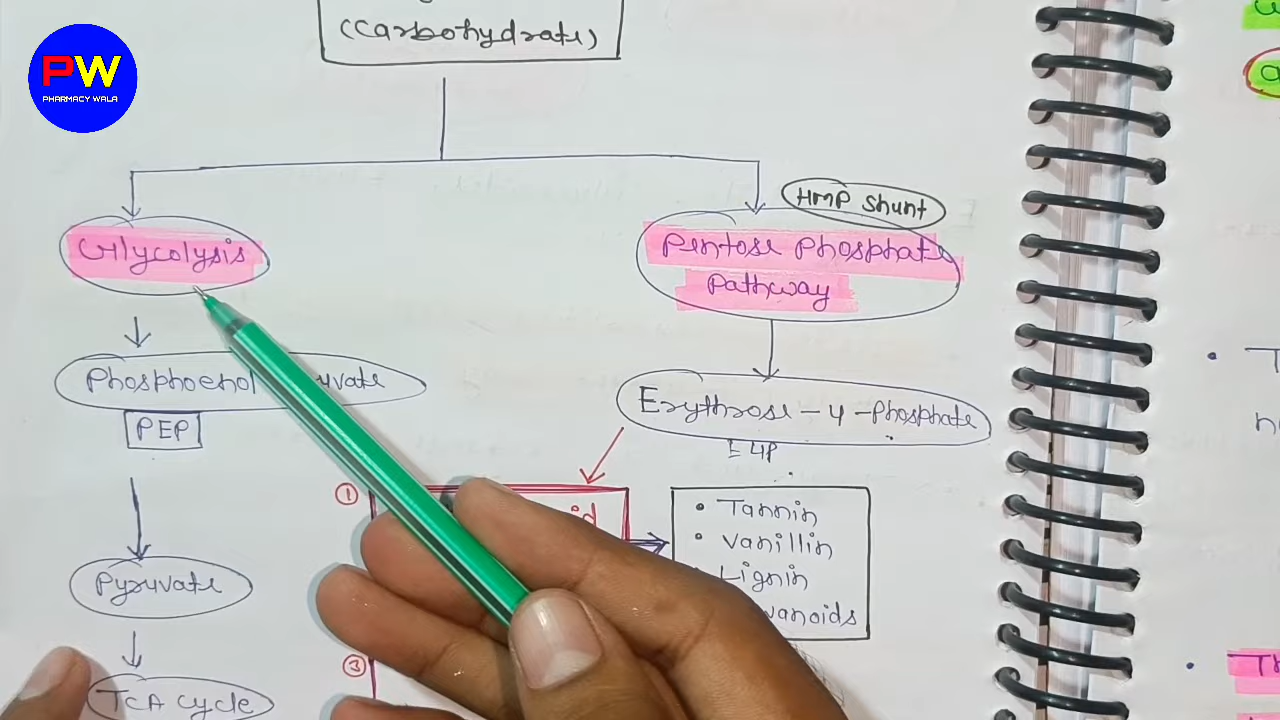 PW
PHARMACY WALA
(Carbohydrate)
HMP Shunt
Glycolysis
Pentose Phosphate
Pathway
PEP
Erythrose-4-Phosphate
E4P
①
• Tannin
• Vanillin
Lignin
Pyruvate
③
TCA cycle